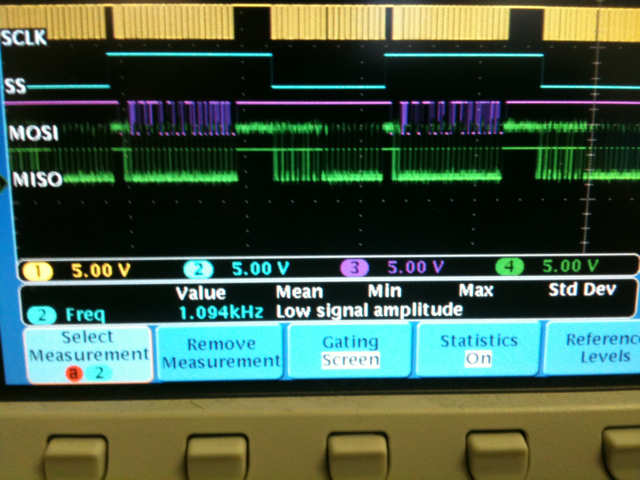 SCLK
SS
MOSI
MISO
1 5.00 V 2 5.00 V 3 5.00 V 4 5.00 V
Value Mean Min Max Std Dev
2 Freq 1.094kHz Low signal amplitude
Select Measurement a 2
Remove Measurement
Gating Screen
Statistics On
Referenc Levels